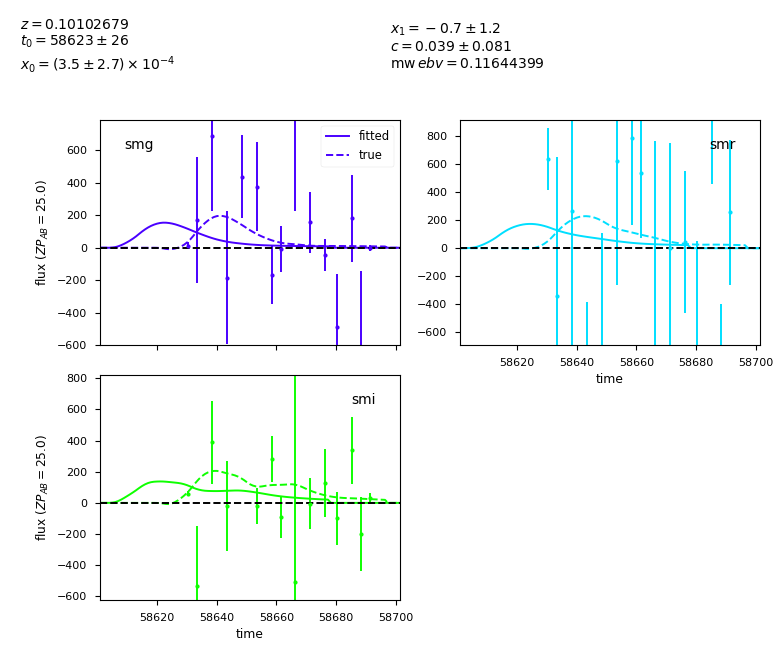 z = 0.10102679
t₀ = 58623 ± 26
x₀ = (3.5 ± 2.7) × 10⁻⁴
x₁ = −0.7 ± 1.2
c = 0.039 ± 0.081
mw ebv = 0.11644399
smg
fitted
true
600
400
200
0
−200
−400
−600
flux (ZP_AB = 25.0)
smr
800
600
400
200
0
−200
−400
−600
58620 58640 58660 58680 58700
time
smi
800
600
400
200
0
−200
−400
−600
flux (ZP_AB = 25.0)
58620 58640 58660 58680 58700
time